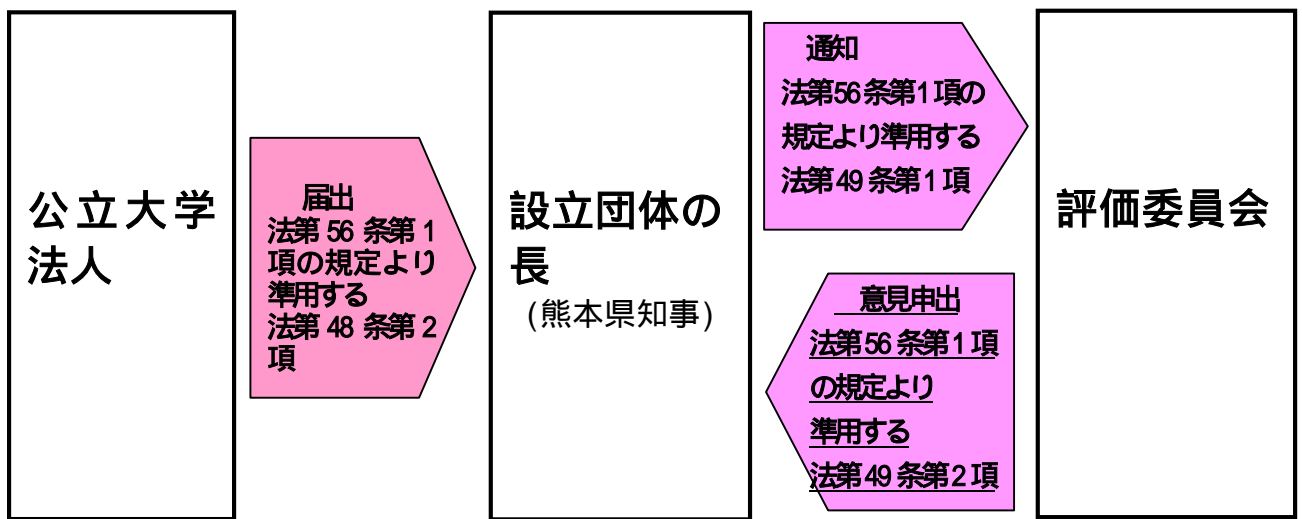 公立大学
法人
届出
法第 56 条第 1
項の規定より
準用する
法第 48 条第 2
項
設立団体の
長
(熊本県知事)
通知
法第56条第1項の
規定より準用する
法第49条第1項
意見申出
法第56条第1項
の規定より
準用する
法第49条第2項
評価委員会